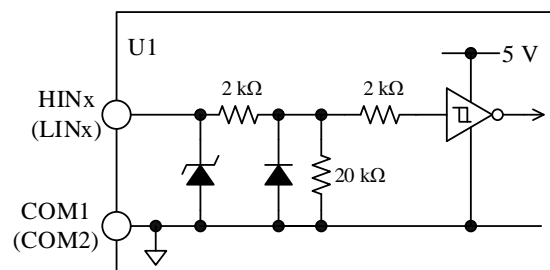 U1
5 V
HINx
(LINx)
2 kΩ
2 kΩ
20 kΩ
COM1
(COM2)